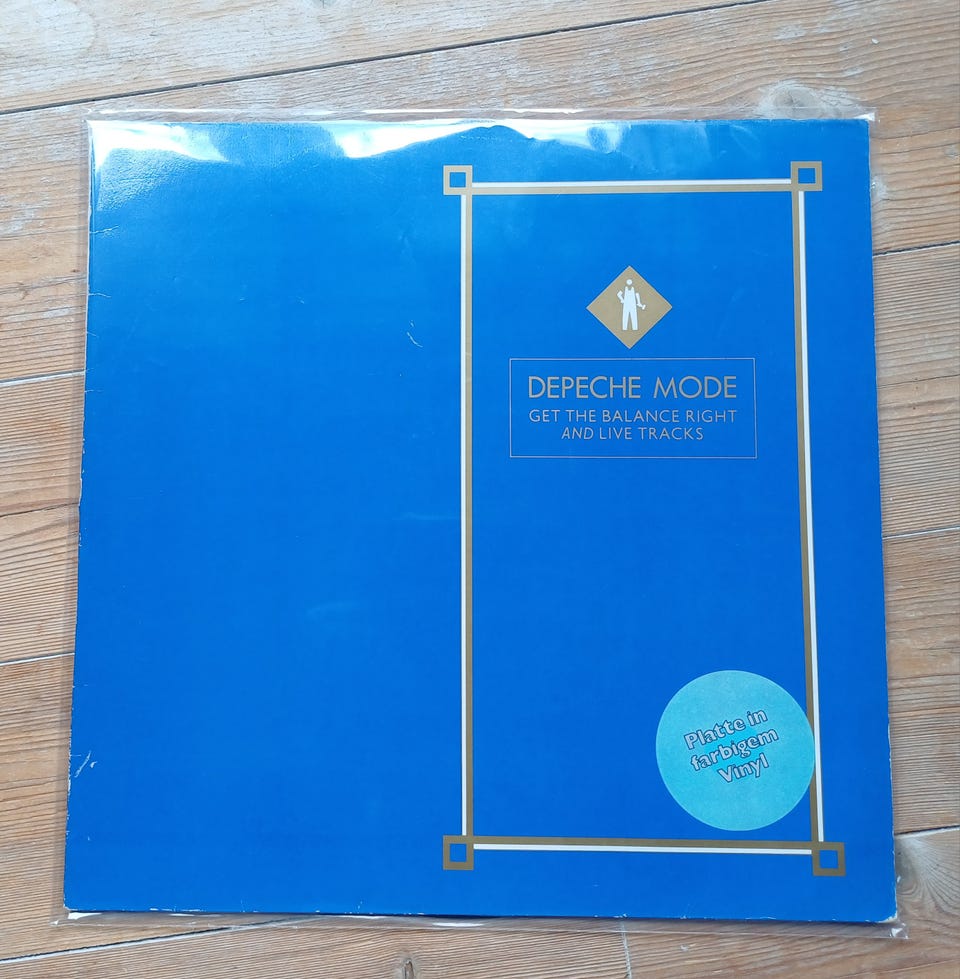 DEPECHE MODE
GET THE BALANCE RIGHT
AND LIVE TRACKS
Platte in
farbigem
Vinyl